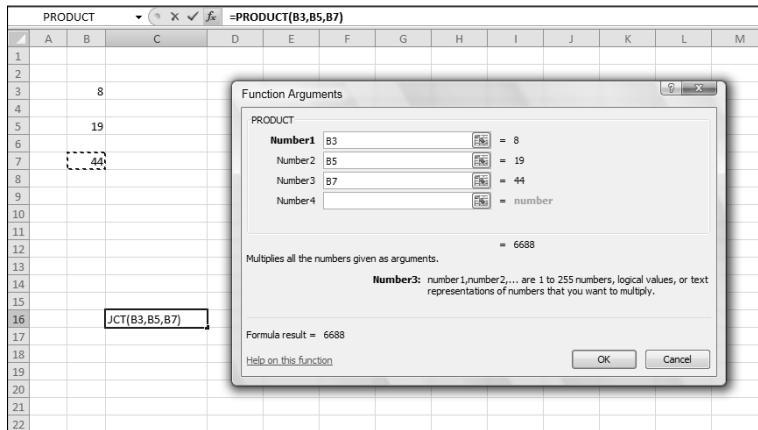 PRODUCT fx =PRODUCT(B3,B5,B7)
A B C D E F G H I J K L M
1
2
3 8
4
5 19
6
7 44
8
9
10
11
12
13
14
15
16 JCT(B3,B5,B7)
17
18
19
20
21
22
Function Arguments
PRODUCT
Number1 B3 = 8
Number2 B5 = 19
Number3 B7 = 44
Number4 = number
= 6688
Multiplies all the numbers given as arguments.
Number3: number1,number2,... are 1 to 255 numbers, logical values, or text
representations of numbers that you want to multiply.
Formula result = 6688
Help on this function OK Cancel